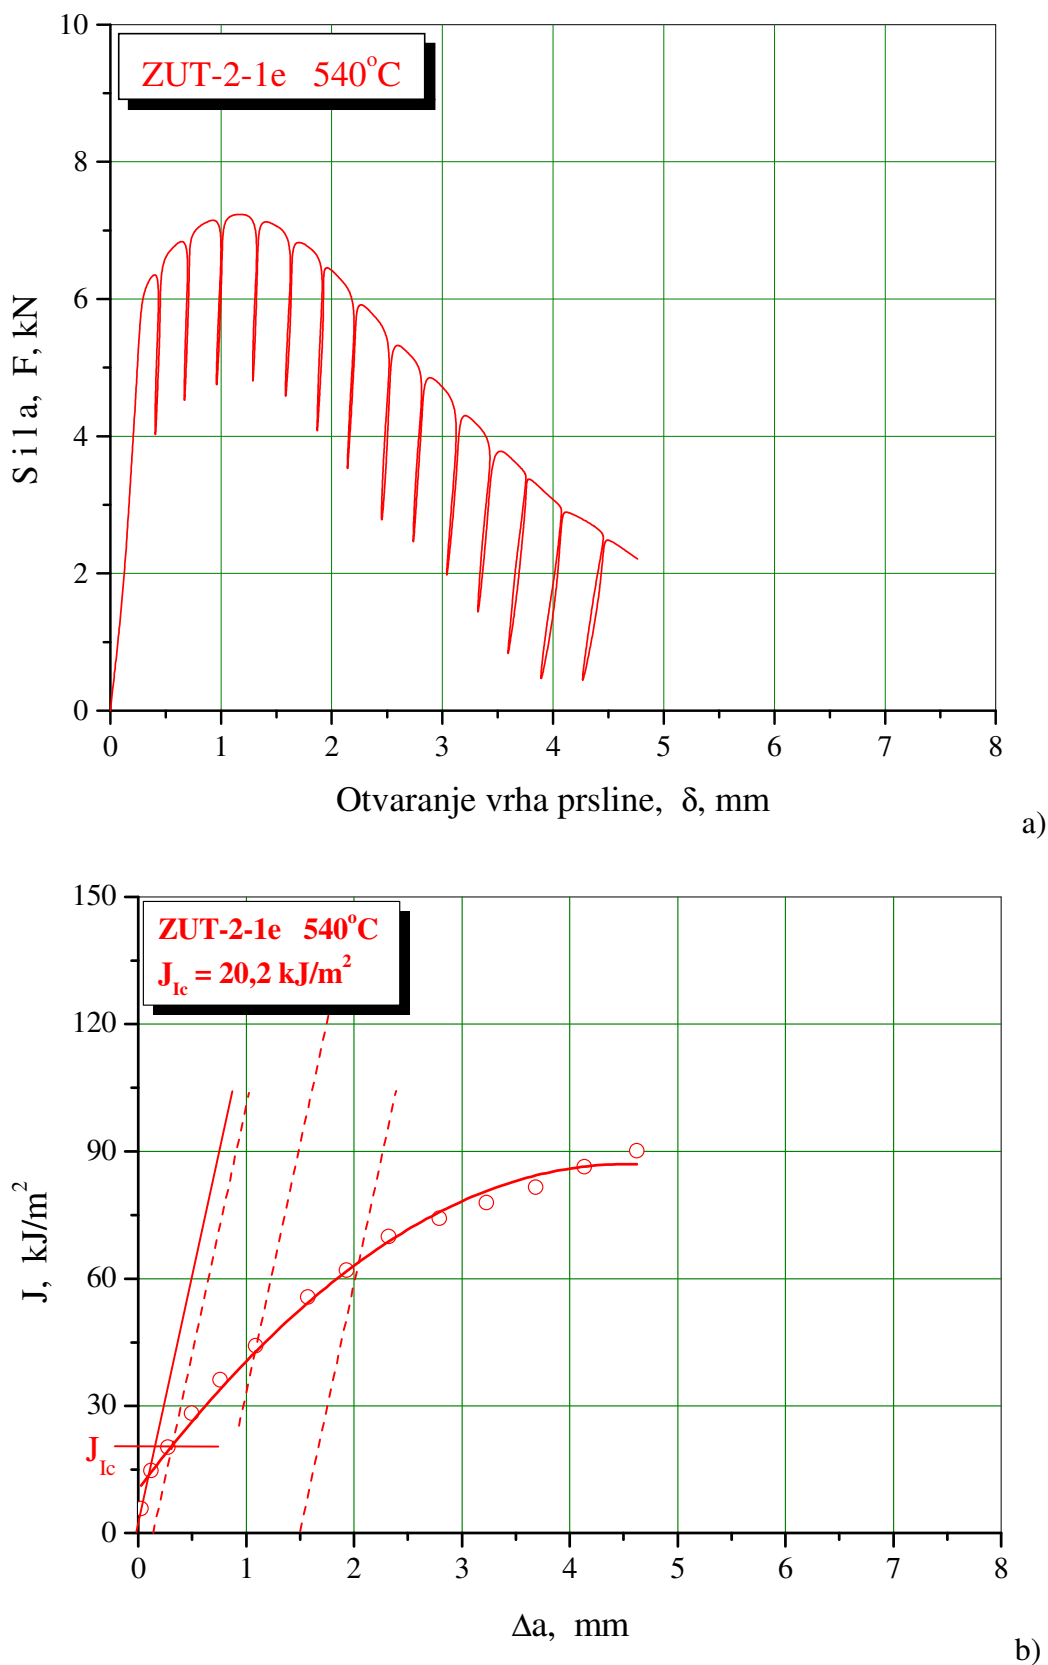 10
ZUT-2-1e 540°C
8
6
4
2
0
Sila, F, kN
0 1 2 3 4 5 6 7 8
Otvaranje vrha prsline, δ, mm
a)
150
ZUT-2-1e 540°C
J_Ic = 20,2 kJ/m²
120
90
60
30
J_Ic
0
J, kJ/m²
0 1 2 3 4 5 6 7 8
Δa, mm
b)